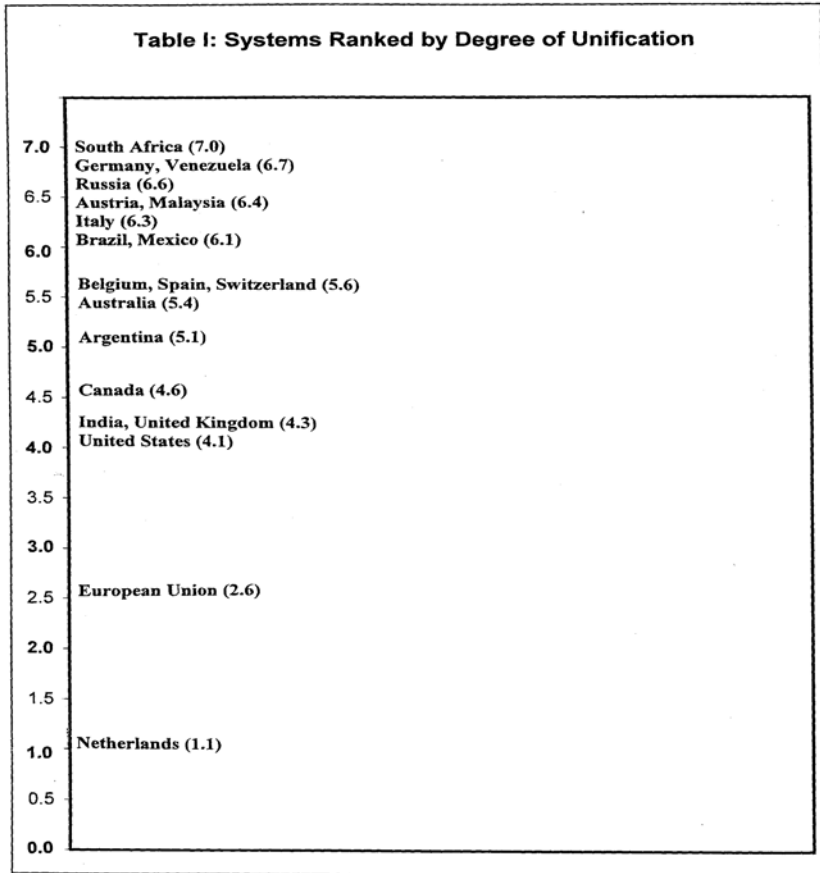 Table I: Systems Ranked by Degree of Unification
7.0 South Africa (7.0)
Germany, Venezuela (6.7)
Russia (6.6)
6.5 Austria, Malaysia (6.4)
Italy (6.3)
6.0 Brazil, Mexico (6.1)
Belgium, Spain, Switzerland (5.6)
5.5 Australia (5.4)
5.0 Argentina (5.1)
4.5 Canada (4.6)
India, United Kingdom (4.3)
4.0 United States (4.1)
3.5
3.0
2.5 European Union (2.6)
2.0
1.5
1.0 Netherlands (1.1)
0.5
0.0